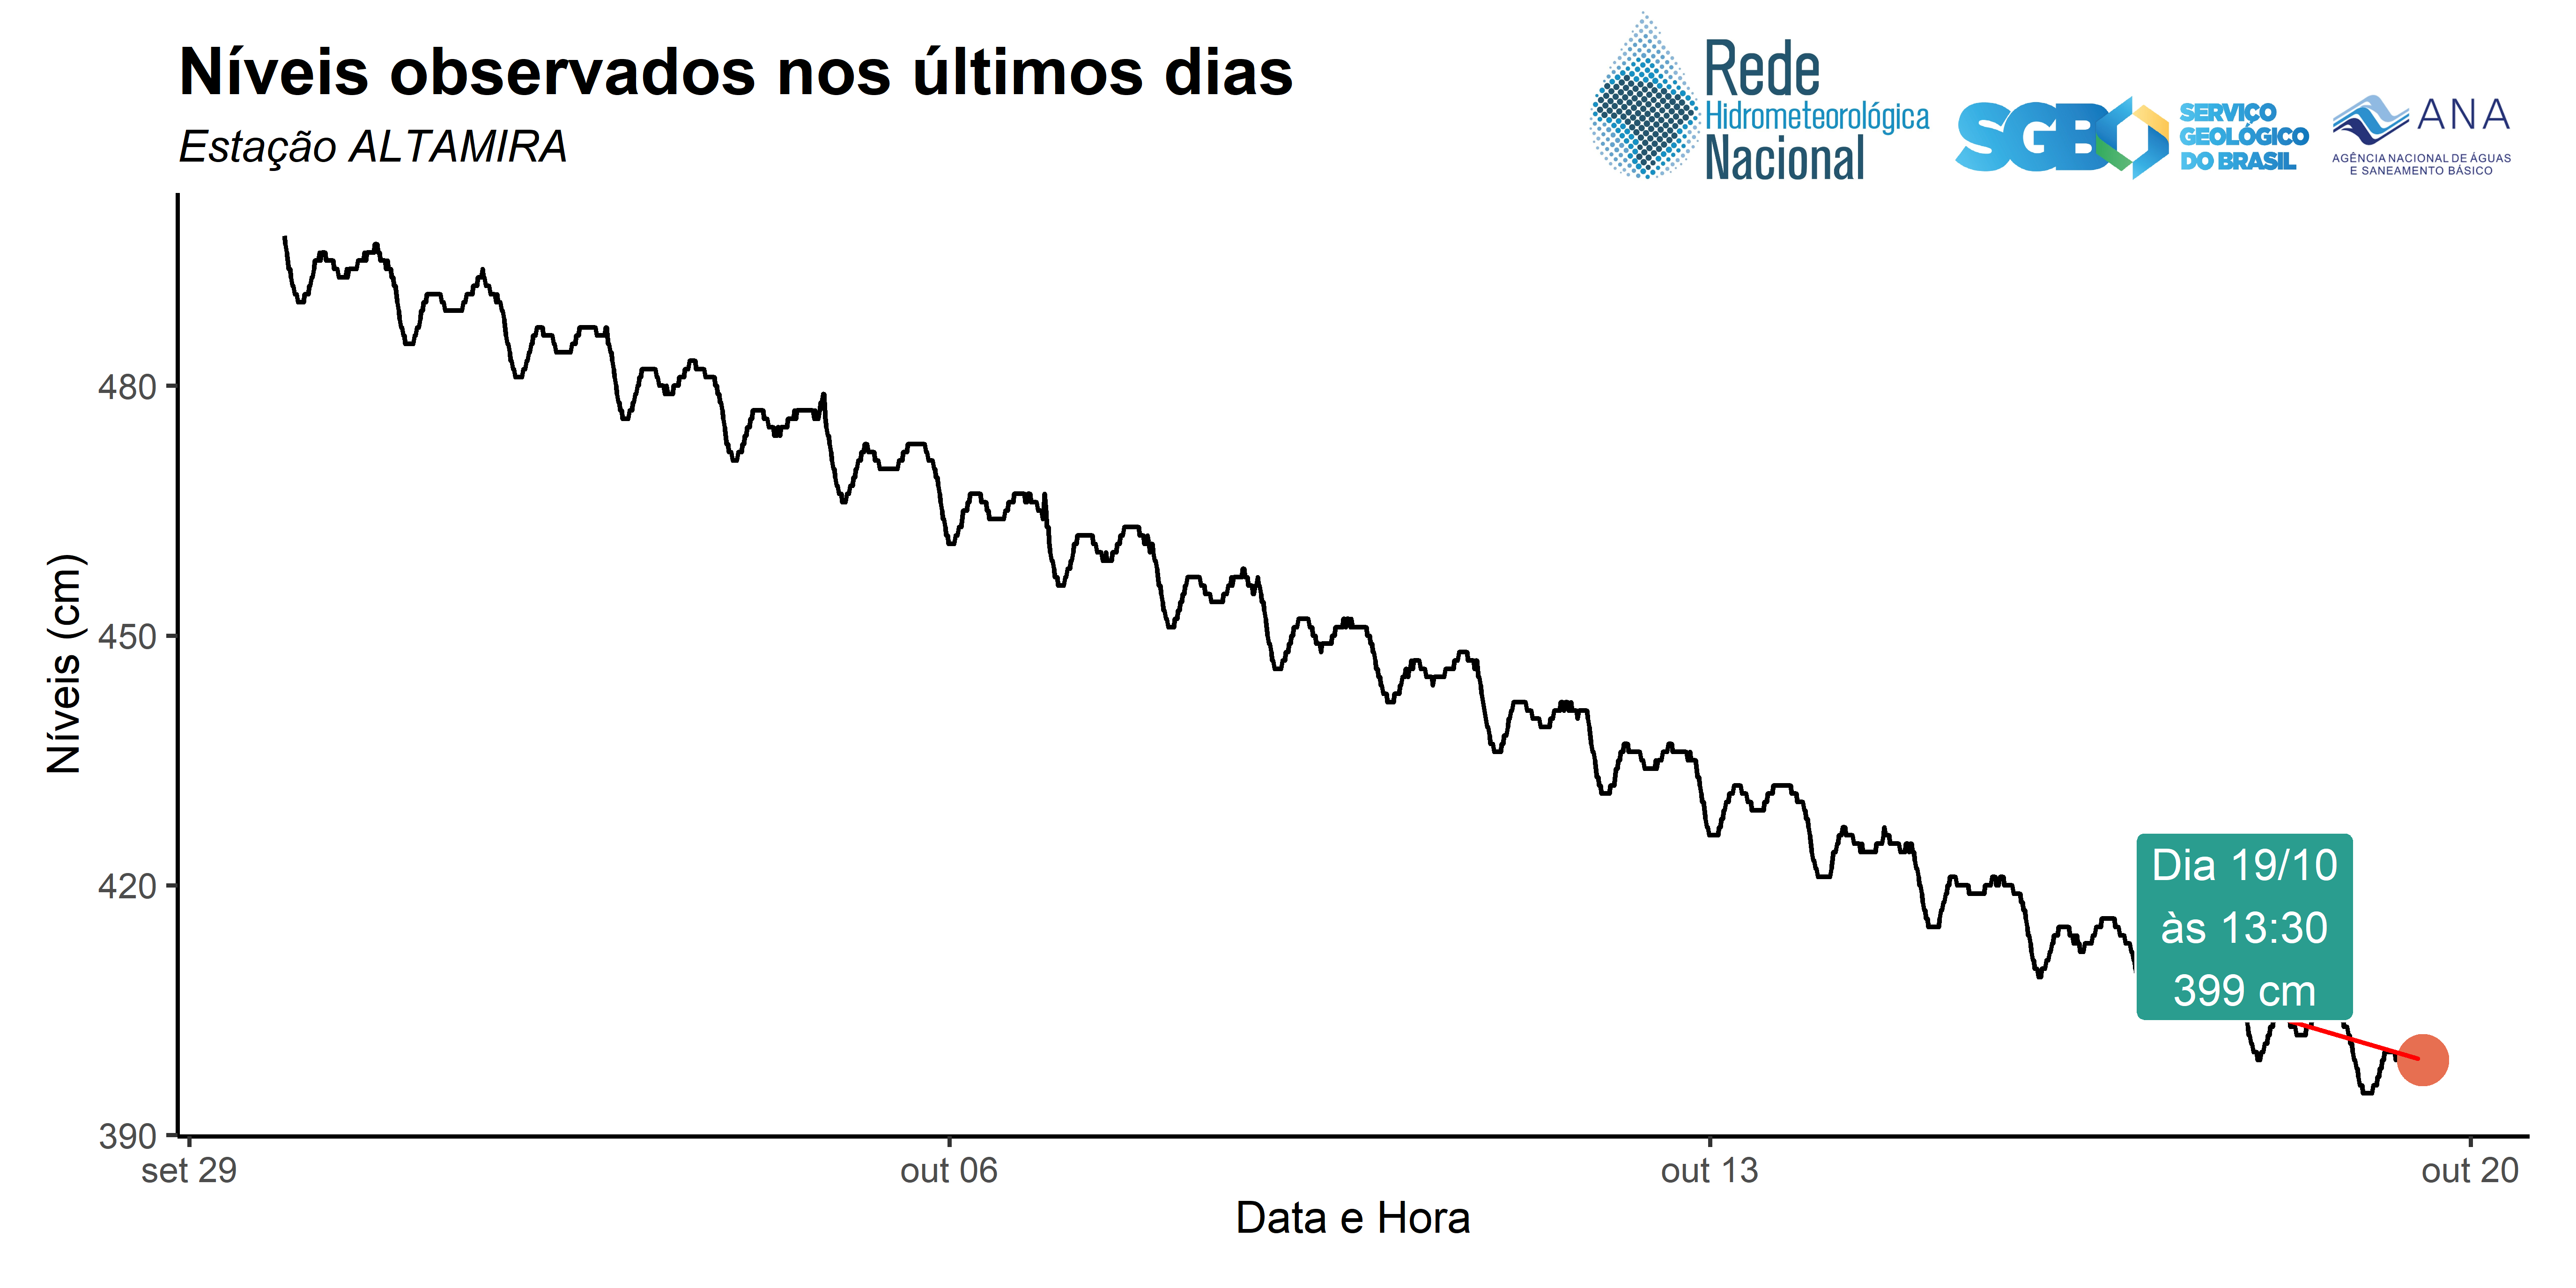 Níveis observados nos últimos dias
Estação ALTAMIRA
Rede
Hidrometeorológica
Nacional
SGB
SERVIÇO
GEOLÓGICO
DO BRASIL
ANA
AGÊNCIA NACIONAL DE ÁGUAS
E SANEAMENTO BÁSICO
Níveis (cm)
480
450
420
390
Dia 19/10
às 13:30
399 cm
set 29
out 06
out 13
out 20
Data e Hora